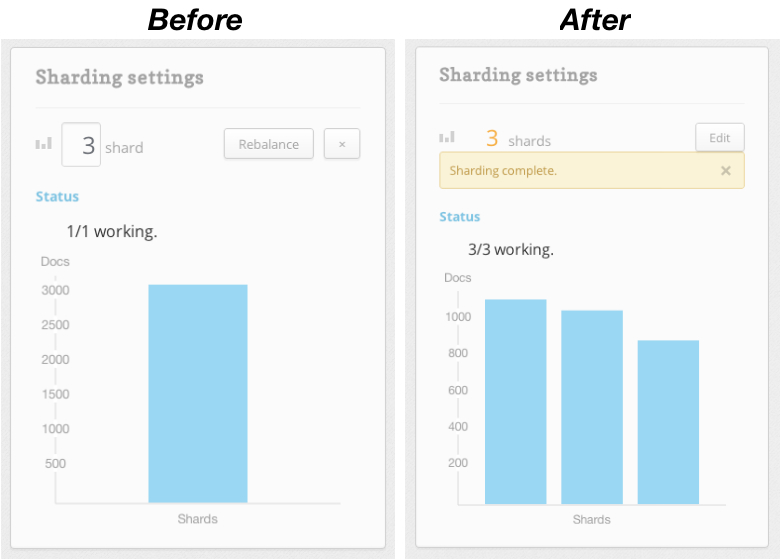 Before
Sharding settings
3 shard
Rebalance ×
Status
1/1 working.
Docs
3000
2500
2000
1500
1000
500
Shards
After
Sharding settings
3 shards
Edit
Sharding complete. ×
Status
3/3 working.
Docs
1000
800
600
400
200
Shards